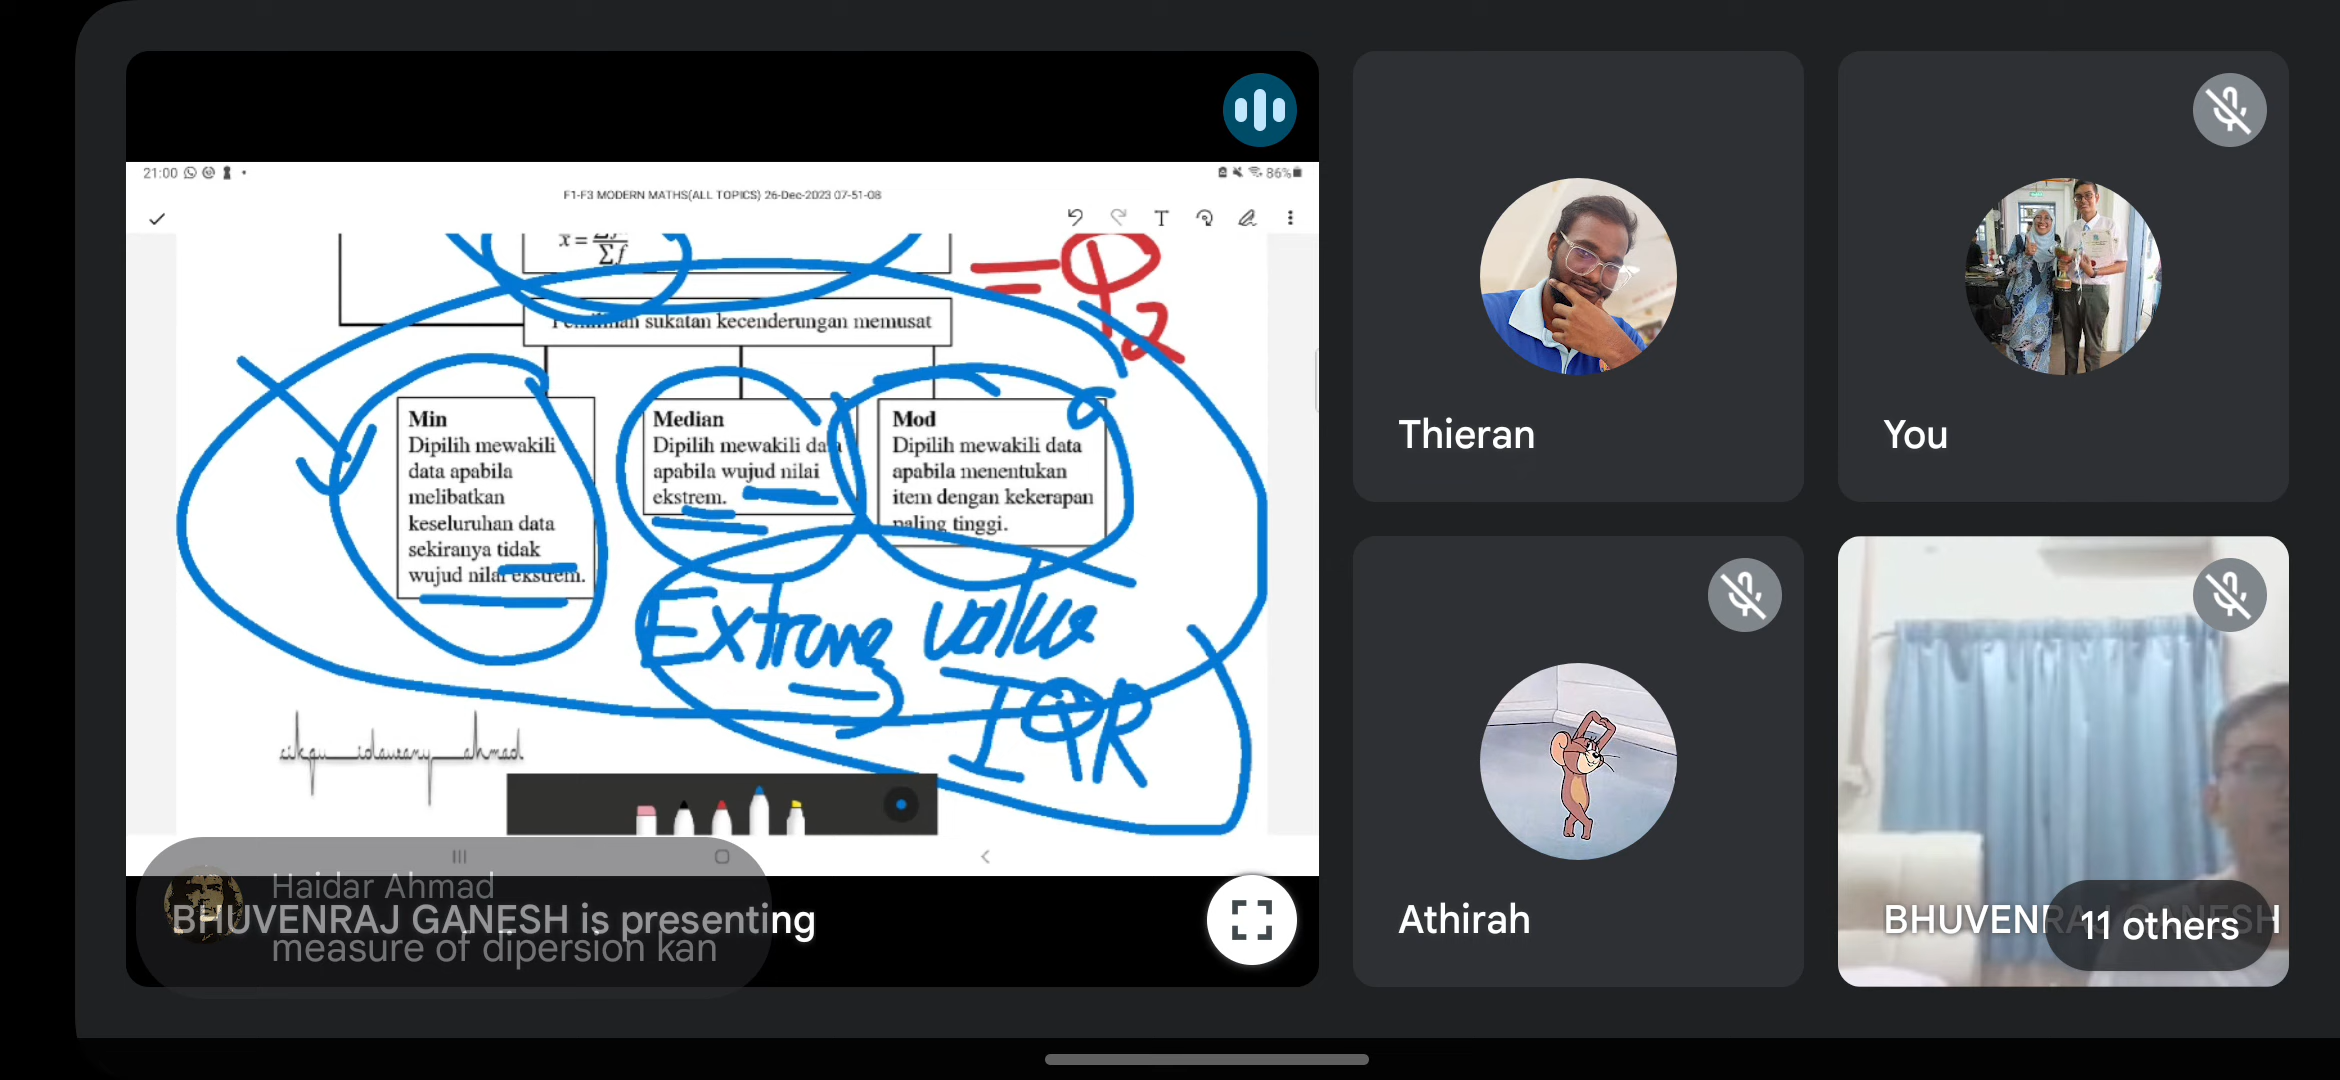 21:00
86%
F1-F3 MODERN MATHS(ALL TOPICS) 26-Dec-2023 07-51-08
T
x̄ = Σf
= Q2
sukatan kecenderungan memusat
Min
Dipilih mewakili
data apabila
melibatkan
keseluruhan data
sekiranya tidak
wujud nilai ekstrem.
Median
Dipilih mewakili data
apabila wujud nilai
ekstrem.
Mod
Dipilih mewakili data
apabila menentukan
item dengan kekerapan
paling tinggi.
value
IQR
ahmad
Haidar Ahmad
measure of dipersion kan
BHUVENRAJ GANESH is presenting
Thieran
You
Athirah
BHUVENRAJ GANESH
11 others